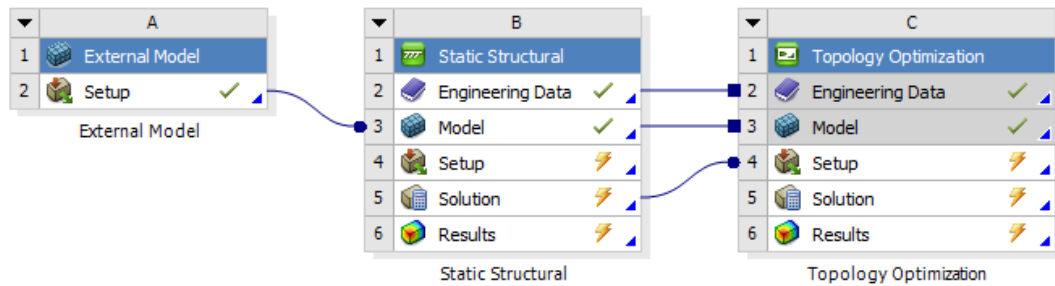 A
1 External Model
2 Setup
External Model
B
1 Static Structural
2 Engineering Data
3 Model
4 Setup
5 Solution
6 Results
Static Structural
C
1 Topology Optimization
2 Engineering Data
3 Model
4 Setup
5 Solution
6 Results
Topology Optimization